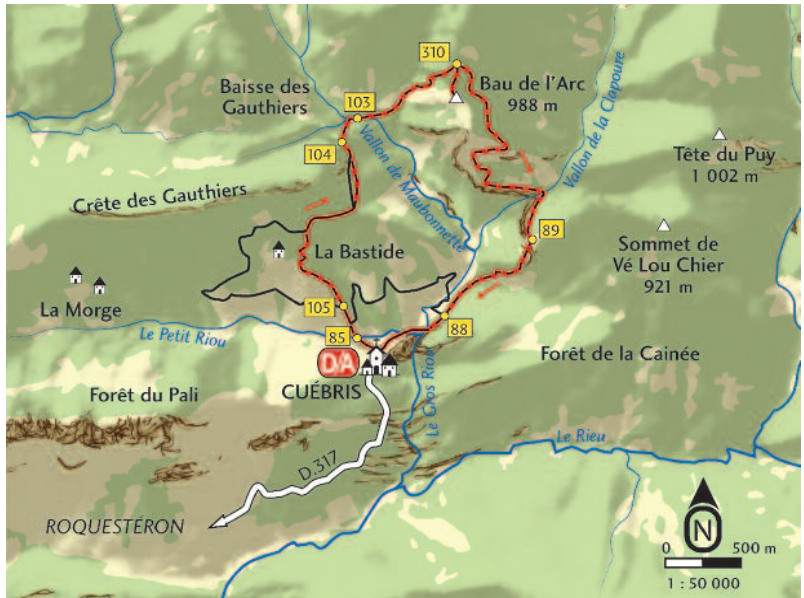 310
Baisse des
Gauthiers
Bau de l'Arc
988 m
103
104
Vallon de Maubonnette
Vallon de la Clapoure
Tête du Puy
1 002 m
Crête des Gauthiers
89
La Bastide
Sommet de
Vé Lou Chier
921 m
La Morge
105
88
Le Petit Riou
85
D/A
Forêt de la Cainée
Forêt du Pali
CUÉBRIS
Le Gros Riou
Le Rieu
D.317
ROQUESTÉRON
N
0 500 m
1 : 50 000